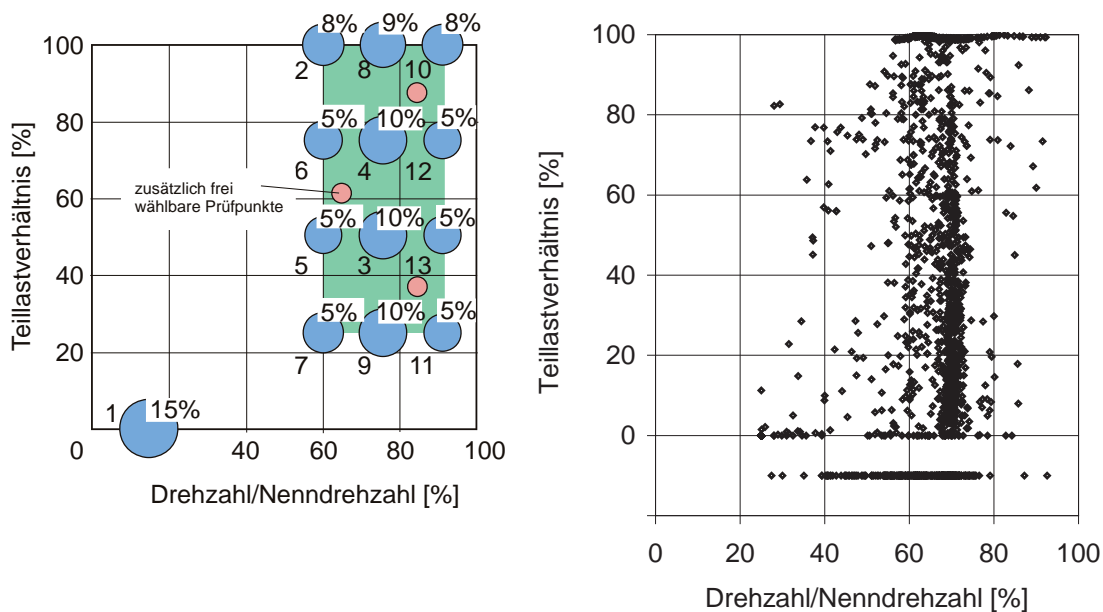 8% 9% 8%
100
2 8 10
80
5% 10% 5%
6 4 12
zusätzlich frei
wählbare Prüfpunkte
60
5% 10% 5%
5 3 13
40
5% 10% 5%
20
7 9 11
1 15%
0 40 60 80 100
Drehzahl/Nenndrehzahl [%]
Teillastverhältnis [%]
100
80
60
40
20
0
0 20 40 60 80 100
Drehzahl/Nenndrehzahl [%]
Teillastverhältnis [%]